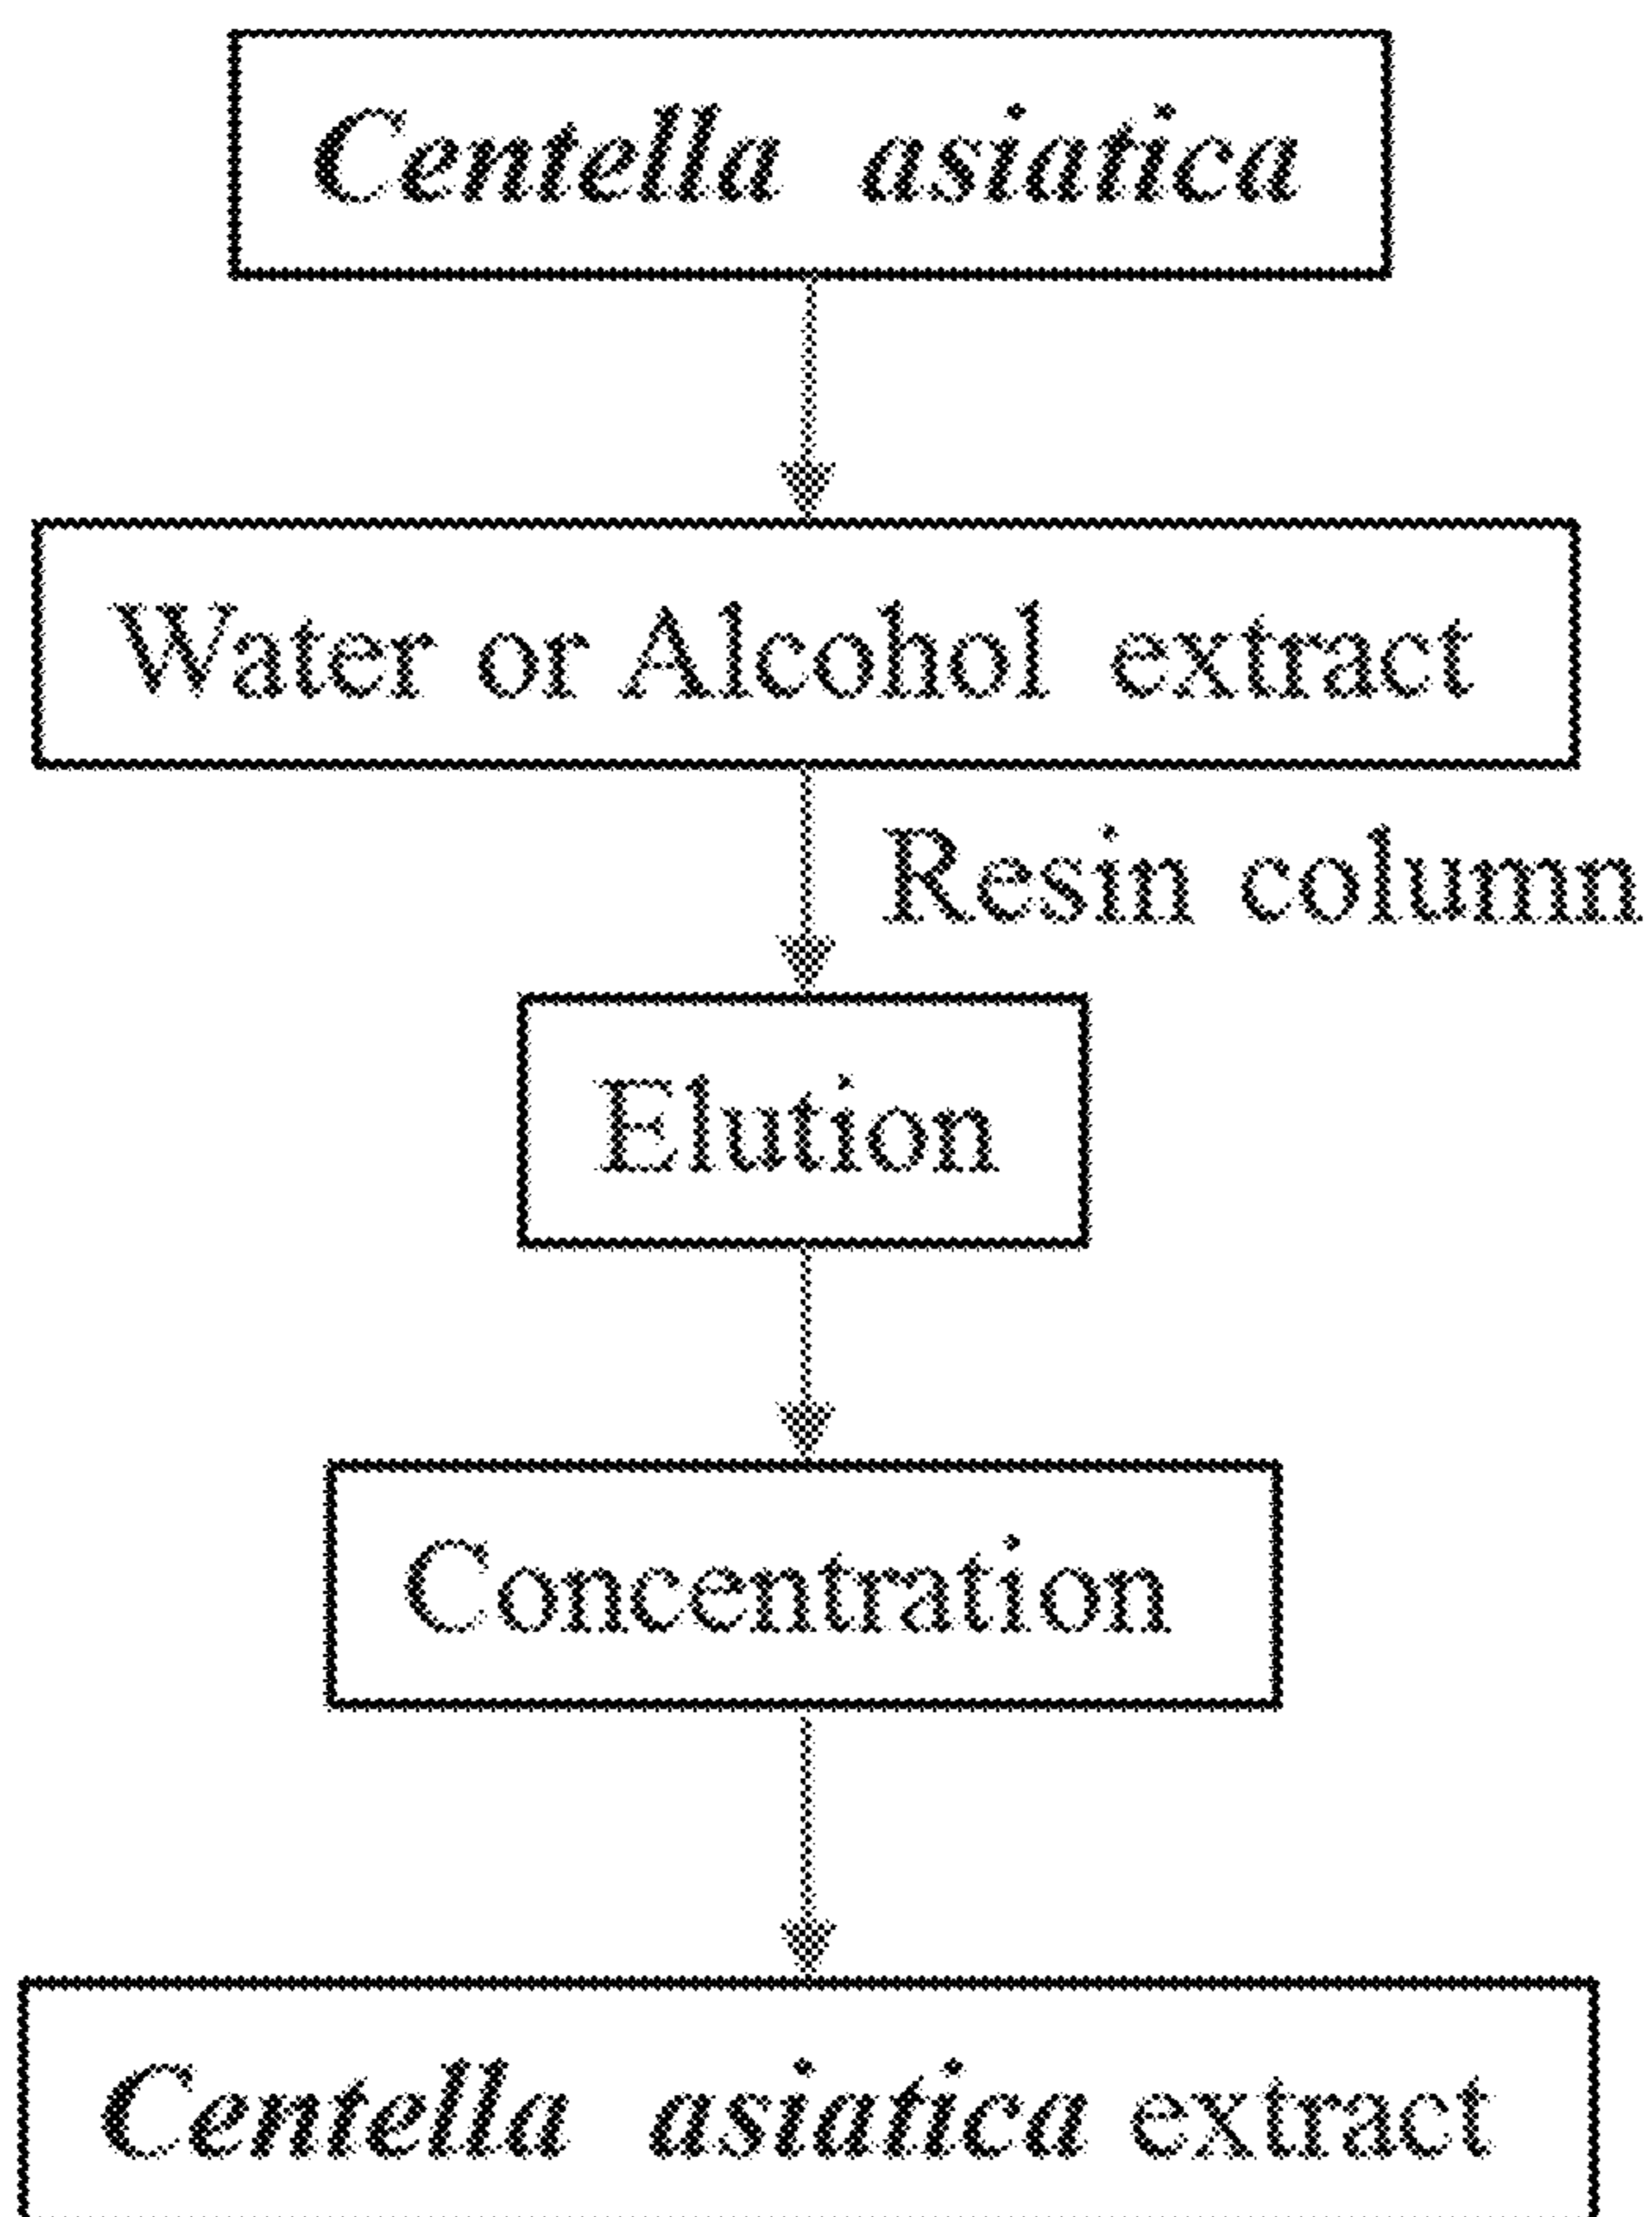 Centella asiatica
Water or Alcohol extract
Resin column
Elution
Concentration
Centella asiatica extract